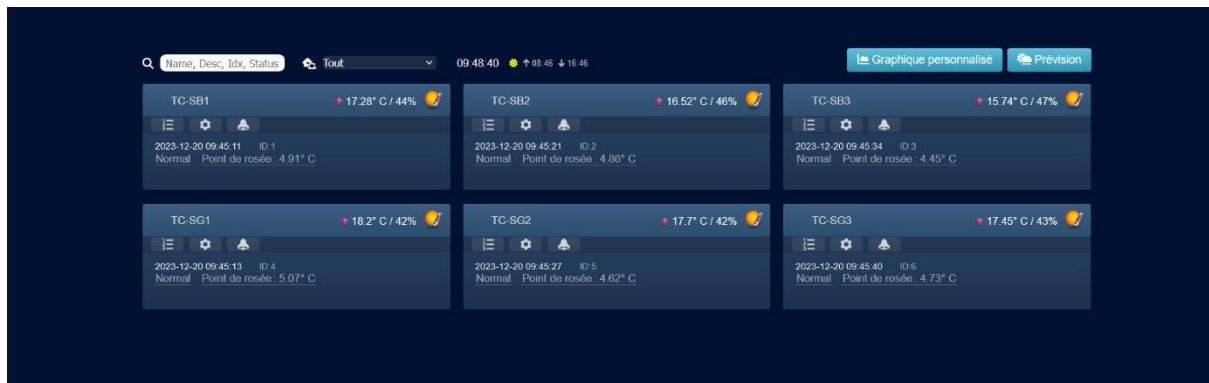 Name, Desc, Idx, Status Tout 09:48:40 08:46 16:46 Graphique personnalisé Prévision
TC-SB1 17.28° C / 44%
2023-12-20 09:45:11 ID:1
Normal Point de rosée : 4.91° C
TC-SB2 16.52° C / 46%
2023-12-20 09:45:21 ID:2
Normal Point de rosée : 4.86° C
TC-SB3 15.74° C / 47%
2023-12-20 09:45:34 ID:3
Normal Point de rosée : 4.45° C
TC-SG1 18.2° C / 42%
2023-12-20 09:45:13 ID:4
Normal Point de rosée : 5.07° C
TC-SG2 17.7° C / 42%
2023-12-20 09:45:27 ID:5
Normal Point de rosée : 4.62° C
TC-SG3 17.45° C / 43%
2023-12-20 09:45:40 ID:6
Normal Point de rosée : 4.73° C